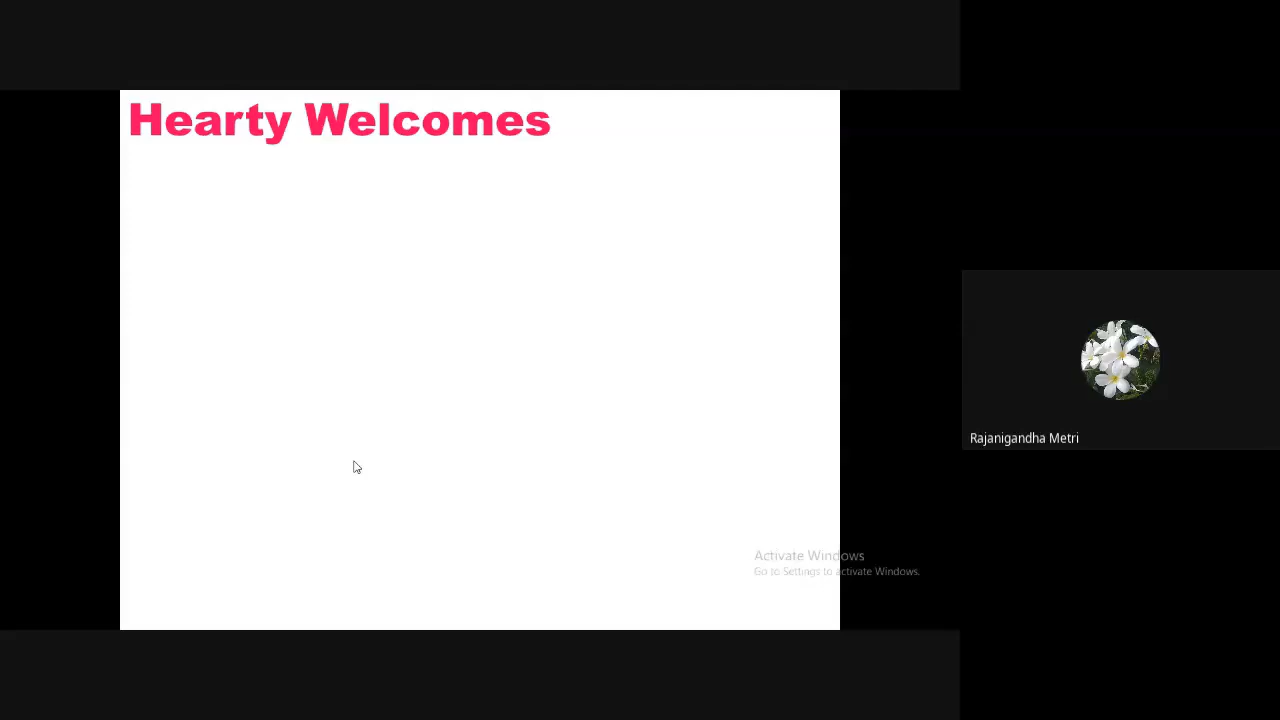 Hearty Welcomes
Rajanigandha Metri
Activate Windows
Go to Settings to activate Windows.